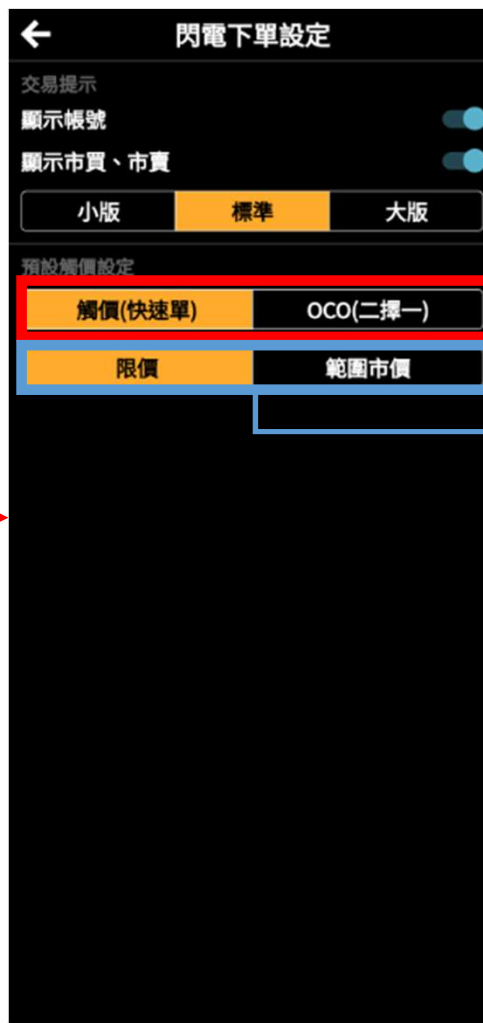 閃電下單設定
交易提示
顯示帳號
顯示市買、市賣
小版 標準 大版
預設觸價設定
觸價(快速單) OCO(二擇一)
限價 範圍市價